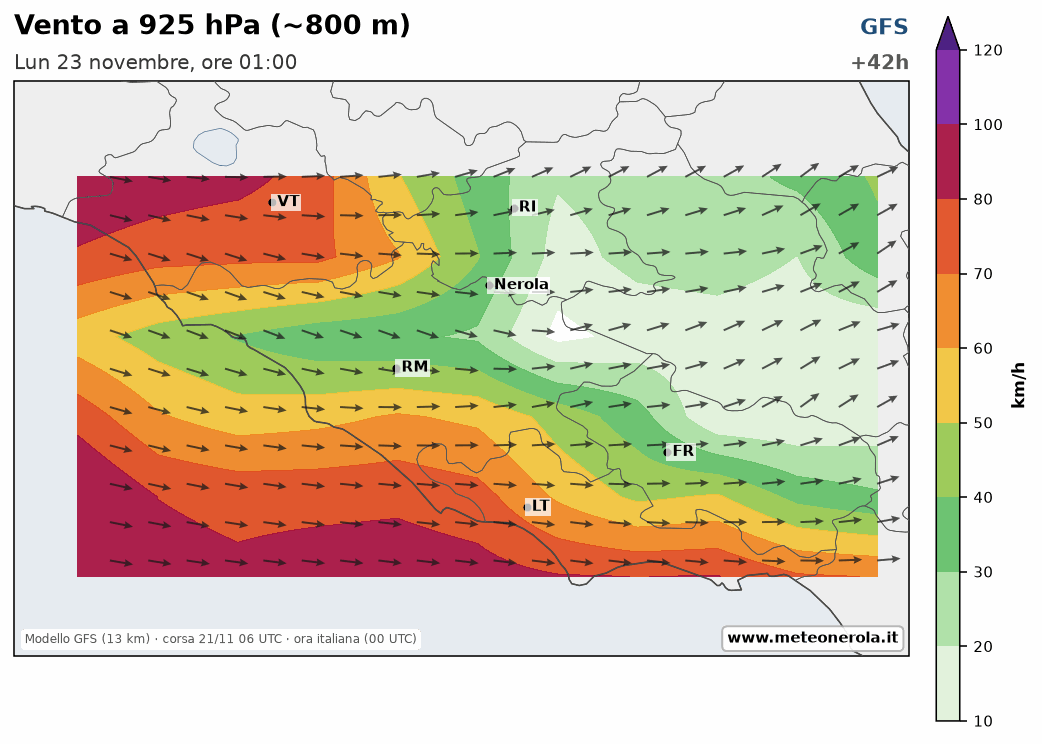 Vento a 925 hPa (~800 m)
GFS
Lun 23 novembre, ore 01:00
+42h
VT
RI
Nerola
RM
FR
LT
Modello GFS (13 km) · corsa 21/11 06 UTC · ora italiana (00 UTC)
www.meteonerola.it
120
100
80
70
60
50
40
30
20
10
km/h